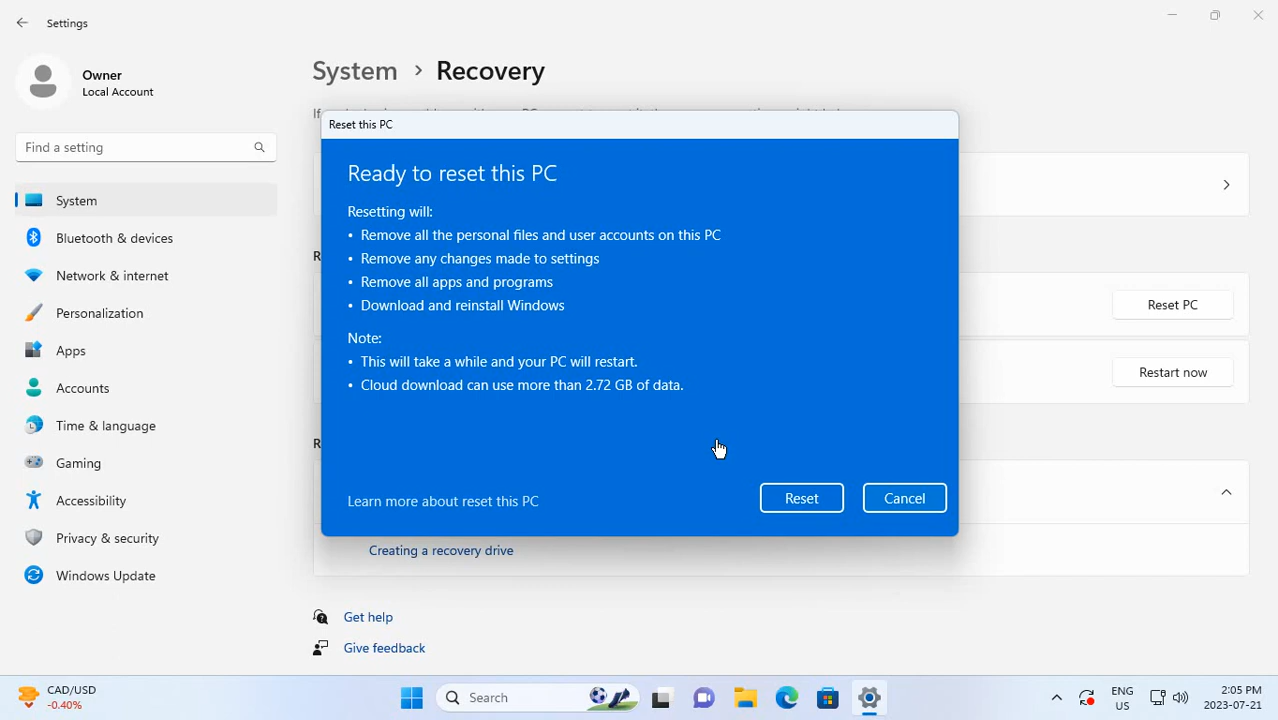 Settings
Owner
Local Account
Find a setting
System
Bluetooth & devices
Network & internet
Personalization
Apps
Accounts
Time & language
Gaming
Accessibility
Privacy & security
Windows Update
System > Recovery
Reset this PC
Ready to reset this PC
Resetting will:
• Remove all the personal files and user accounts on this PC
• Remove any changes made to settings
• Remove all apps and programs
• Download and reinstall Windows
Note:
• This will take a while and your PC will restart.
• Cloud download can use more than 2.72 GB of data.
Learn more about reset this PC
Reset
Cancel
Reset PC
Restart now
Creating a recovery drive
Get help
Give feedback
CAD/USD
-0.40%
Search
ENG
US
2:05 PM
2023-07-21